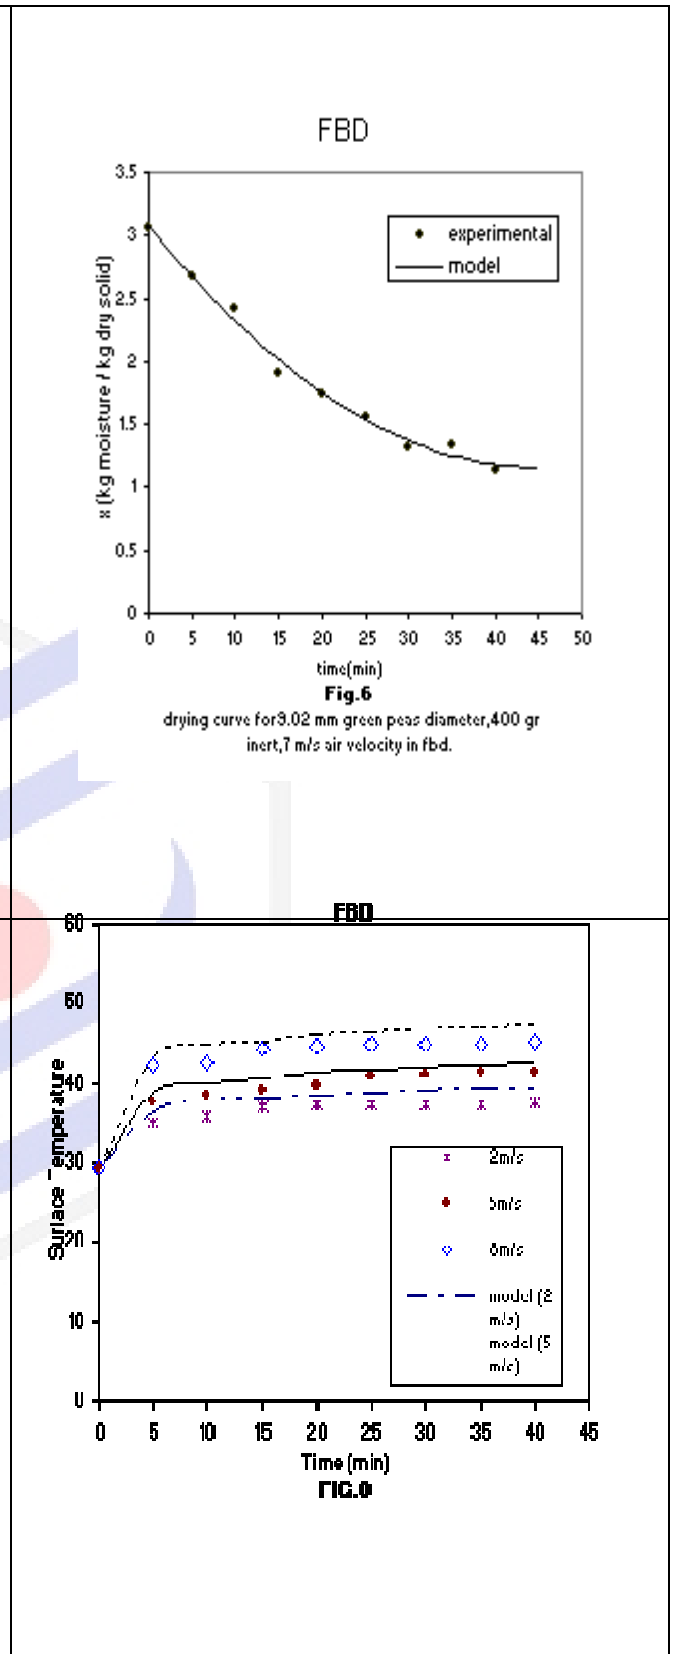 FBD
3.5
3
2.5
2
1.5
1
0.5
0
x (kg moisture / kg dry solid)
experimental
model
0 5 10 15 20 25 30 35 40 45 50
time(min)
Fig.6
drying curve for 9.02 mm green peas diameter,400 gr
inert,7 m/s air velocity in fbd.
FBD
60
50
40
30
20
10
0
Surface Temperature
2m/s
5m/s
model
m/s)
model (5
m/s)
0 5 10 15 20 25 30 35 40 45
Time (min)